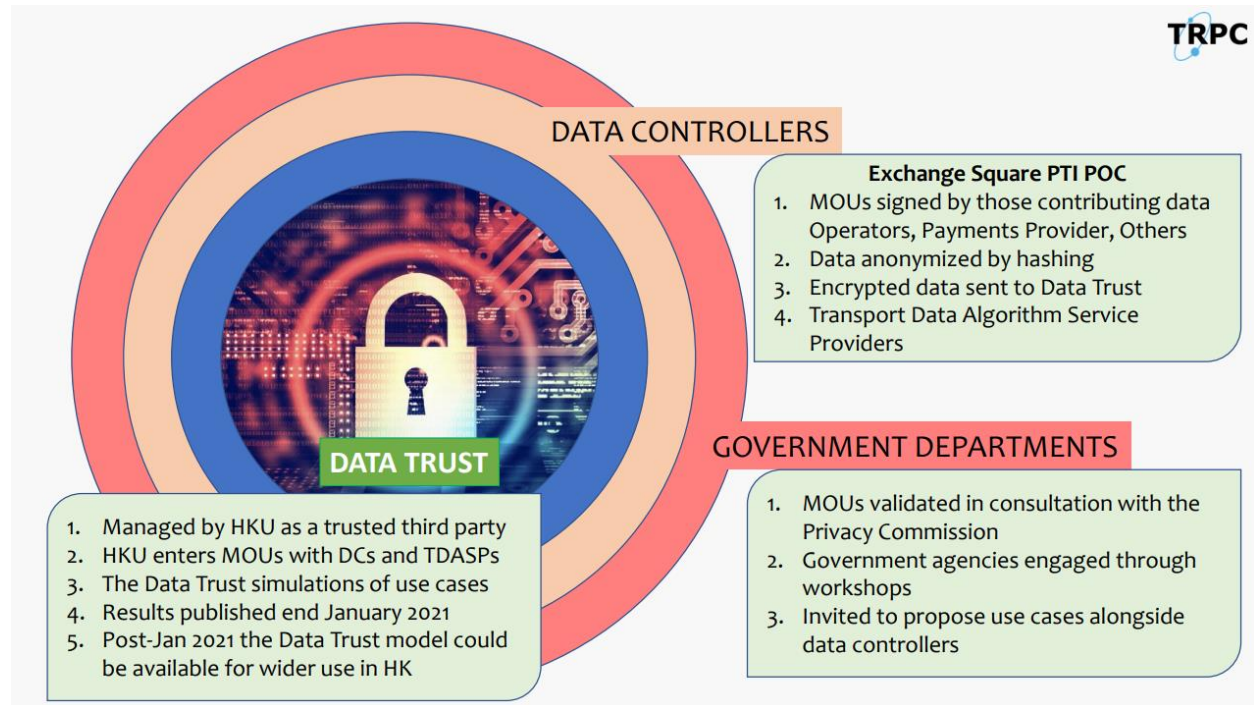 TRPC
DATA CONTROLLERS
Exchange Square PTI POC
1. MOUs signed by those contributing data
Operators, Payments Provider, Others
2. Data anonymized by hashing
3. Encrypted data sent to Data Trust
4. Transport Data Algorithm Service
Providers
GOVERNMENT DEPARTMENTS
1. MOUs validated in consultation with the
Privacy Commission
2. Government agencies engaged through
workshops
3. Invited to propose use cases alongside
data controllers
DATA TRUST
1. Managed by HKU as a trusted third party
2. HKU enters MOUs with DCs and TDASPs
3. The Data Trust simulations of use cases
4. Results published end January 2021
5. Post-Jan 2021 the Data Trust model could
be available for wider use in HK